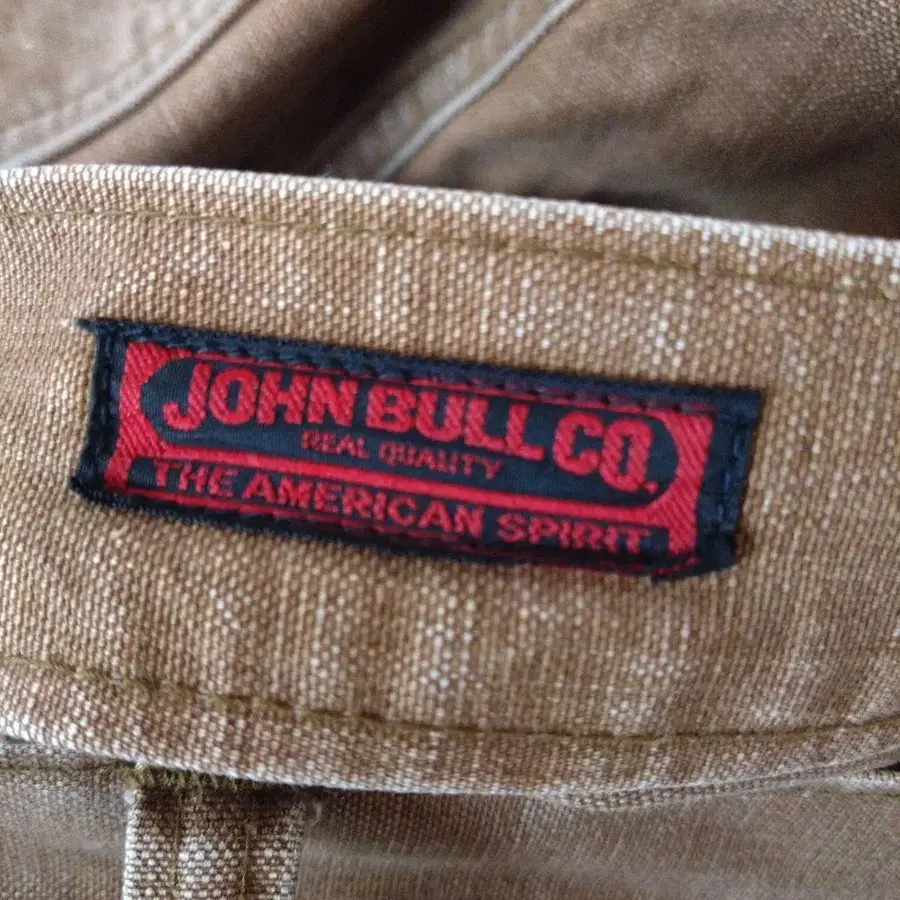 JOHN BULL CO.
REAL QUALITY
THE AMERICAN SPIRIT